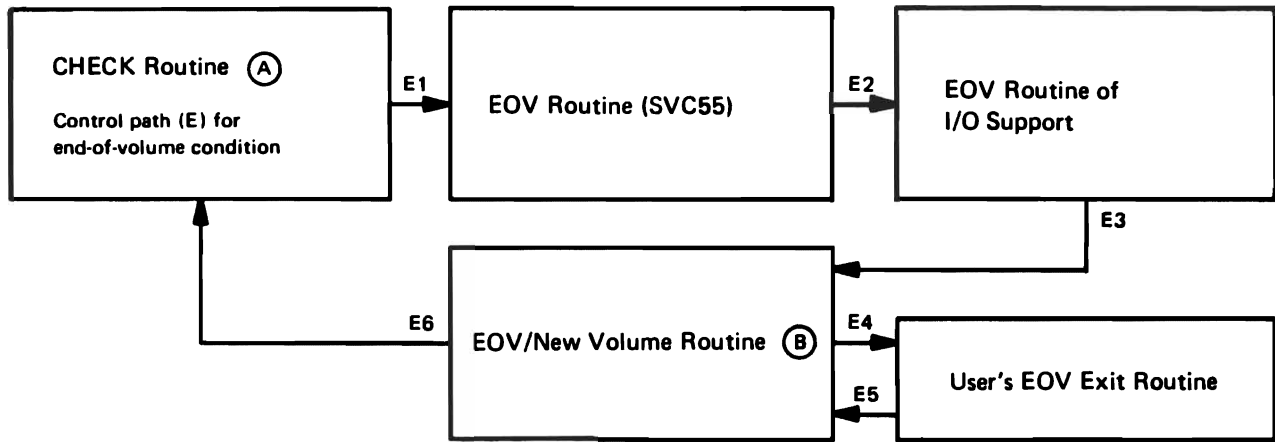 CHECK Routine A
Control path (E) for
end-of-volume condition
E1
EOV Routine (SVC55)
E2
EOV Routine of
I/O Support
E3
E6
EOV/New Volume Routine B
E4
E5
User's EOV Exit Routine